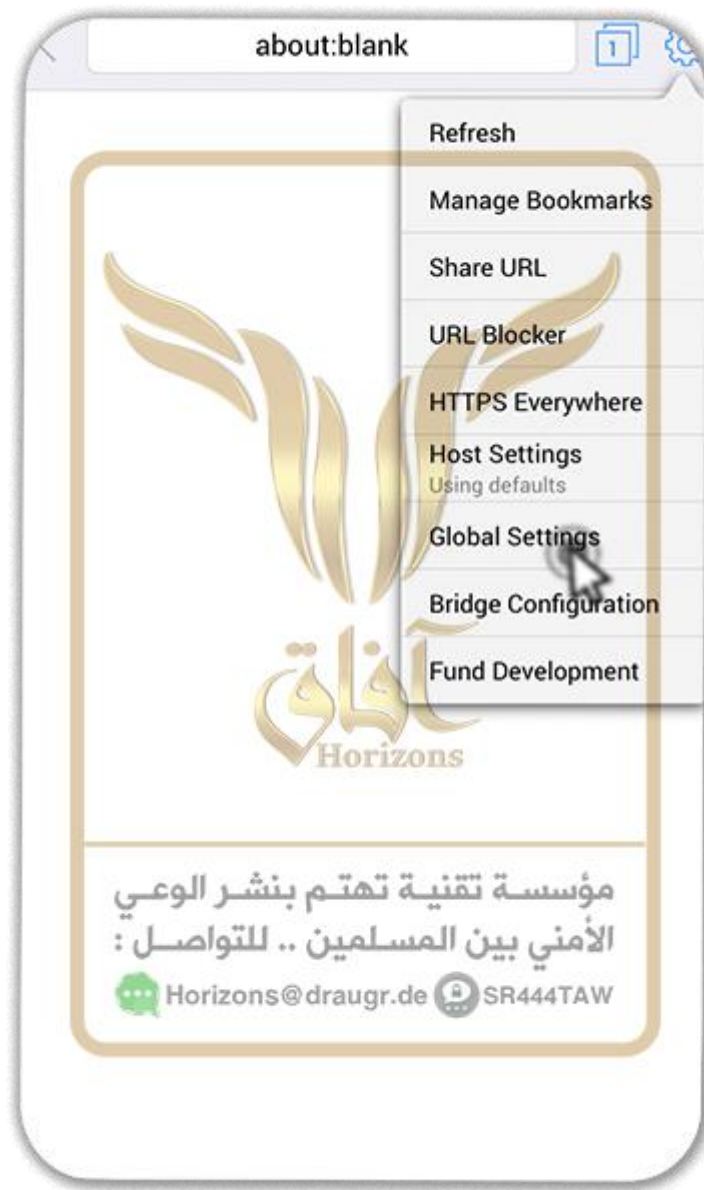 about:blank
1
Refresh
Manage Bookmarks
Share URL
URL Blocker
HTTPS Everywhere
Host Settings
Using defaults
Global Settings
Bridge Configuration
Fund Development
آفاق
Horizons
مؤسسة تقنية تهتم بنشر الوعي
الأمني بين المسلمين .. للتواصل :
Horizons@draugr.de SR444TAW